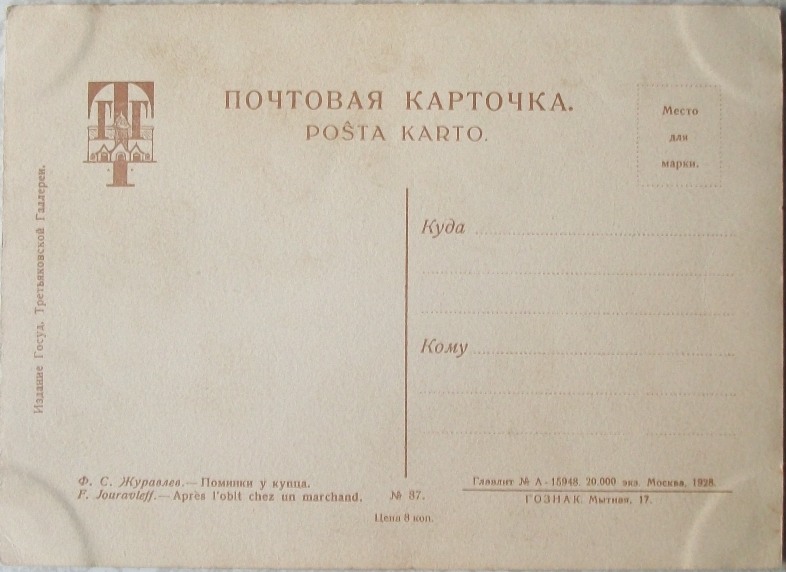 ПОЧТОВАЯ КАРТОЧКА.
POŜTA KARTO.
Место
для
марки.
Издание Госуд. Третьяковской Галлереи.
Куда
Кому
Ф. С. Журавлев.—Поминки у купца.
F. Jouravleff.—Après l'obit chez un marchand.
№ 37.
Цена 8 коп.
Главлит № А-15948. 20.000 экз. Москва, 1928.
ГОЗНАК. Мытная, 17.